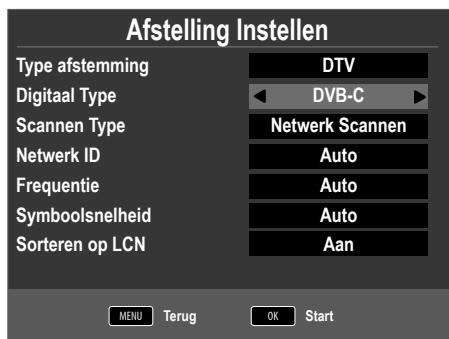 Afstelling Instellen
Type afstemming DTV
Digitaal Type DVB-C
Scannen Type Netwerk Scannen
Netwerk ID Auto
Frequentie Auto
Symboolsnelheid Auto
Sorteren op LCN Aan
MENU Terug OK Start